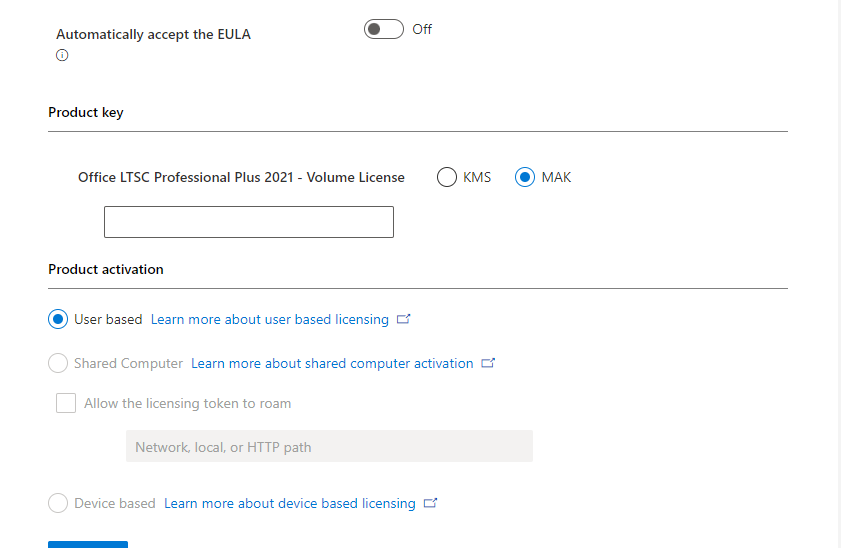 Automatically accept the EULA
Off
Product key
Office LTSC Professional Plus 2021 - Volume License KMS MAK
Product activation
User based Learn more about user based licensing
Shared Computer Learn more about shared computer activation
Allow the licensing token to roam
Network, local, or HTTP path
Device based Learn more about device based licensing